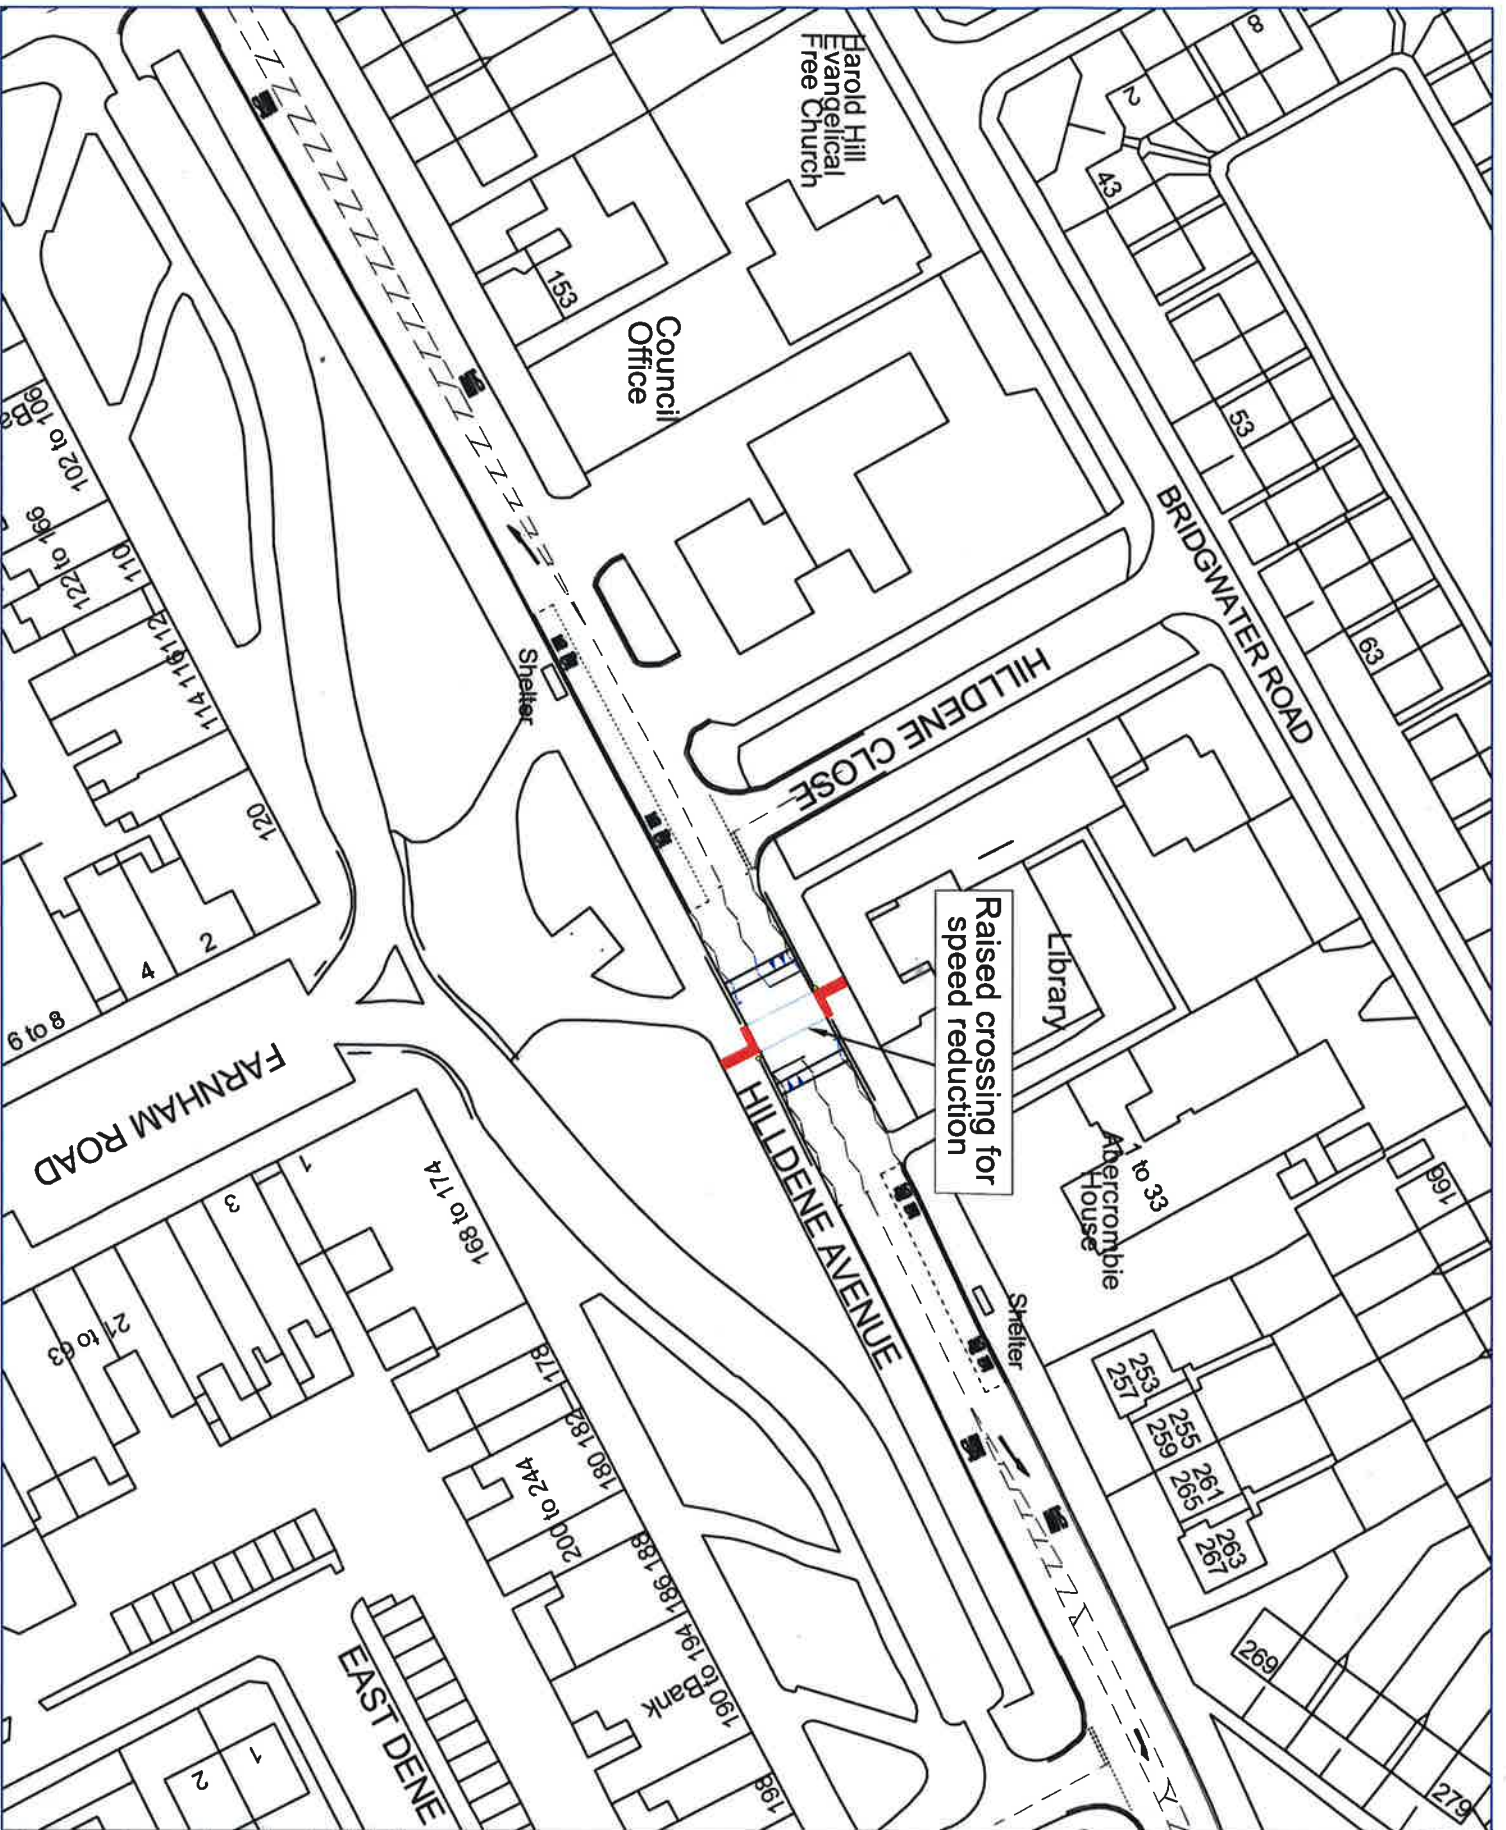 Harold Hill
Evangelical
Free Church
8
2
43
153
Council
Office
53
BRIDGWATER ROAD
63
HILLDENE CLOSE
Shelter
102 to 106
122 to 166
110
112
116
114
120
2
4
6 to 8
FARNHAM ROAD
Raised crossing for
speed reduction
Library
1 to 33
Abercrombie
House
166
HILLDENE AVENUE
Shelter
253
257
255
259
261
265
263
267
269
279
1
3
21 to 63
168 to 174
178
180 182
200 to 244
186 188
190 to 194
Bank
198
EAST DENE
1
2